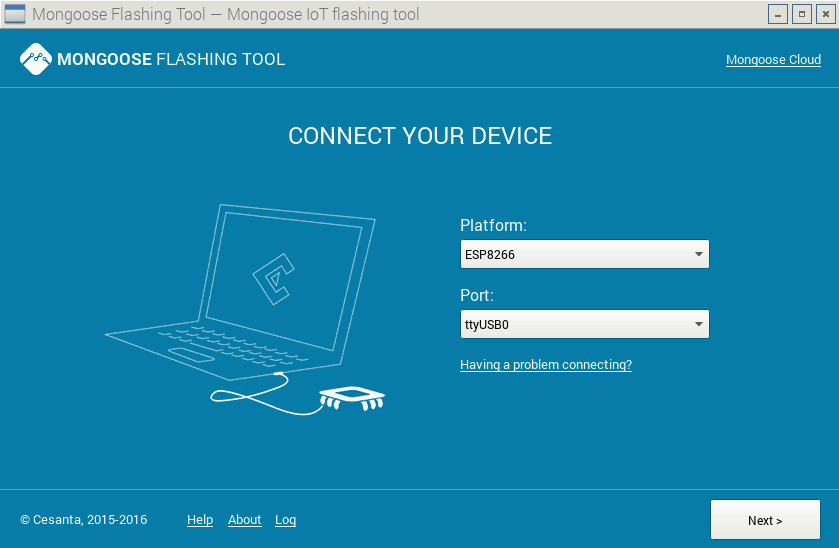 Mongoose Flashing Tool — Mongoose IoT flashing tool
MONGOOSE FLASHING TOOL
Mongoose Cloud
CONNECT YOUR DEVICE
Platform:
ESP8266
Port:
ttyUSB0
Having a problem connecting?
© Cesanta, 2015-2016
Help
About
Log
Next >